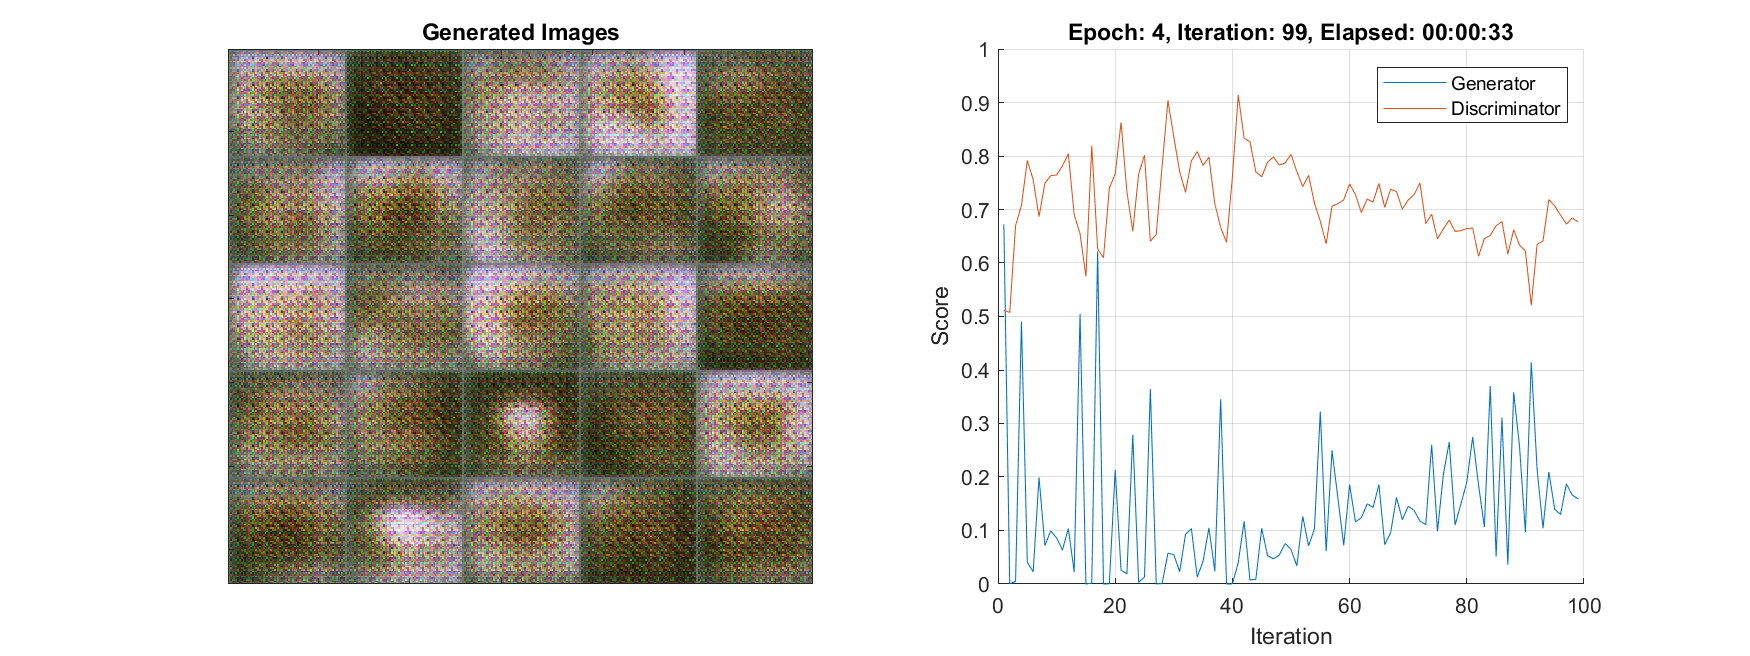 Generated Images
Epoch: 4, Iteration: 99, Elapsed: 00:00:33
Generator
Discriminator
1
0.9
0.8
0.7
0.6
0.5
0.4
0.3
0.2
0.1
0
Score
0 20 40 60 80 100
Iteration